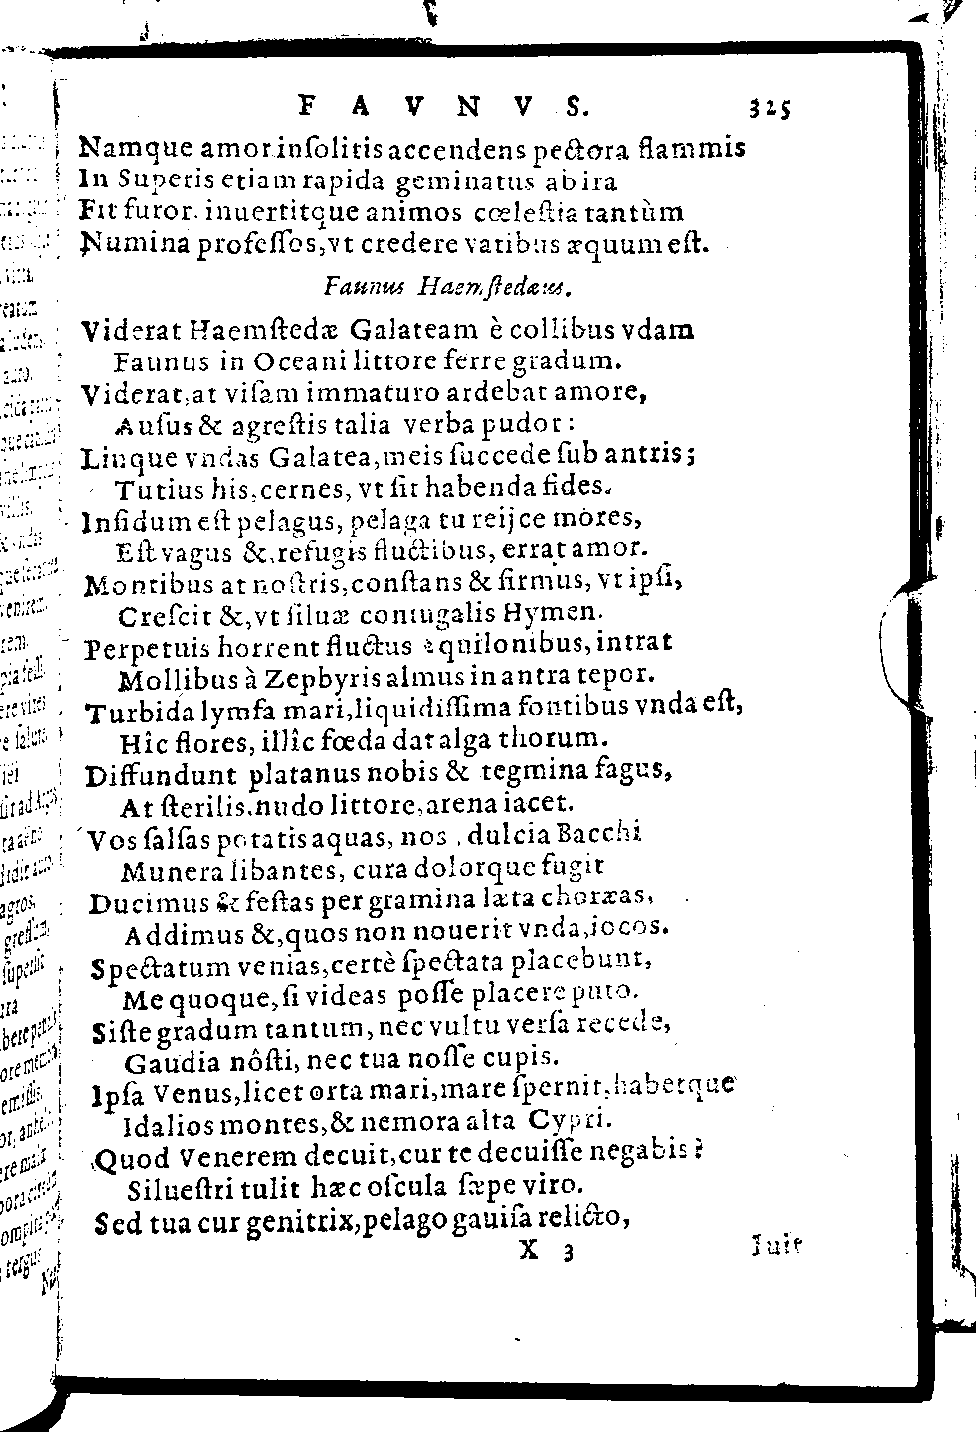 FAVNVS. 325
Namque amor inſolitis accendens pectora flammis
In Superis etiam rapida geminatus ab ira
Fit furor. inuertitque animos cœleſtia tantùm
Numina profeſſos, vt credere vatibus æquum eſt.
Faunus Haemſtedæus.
Viderat Haemſtedæ Galateam è collibus vdam
Faunus in Oceani littore ferre gradum.
Viderat, at viſam immaturo ardebat amore,
Auſus & agreſtis talia verba pudor:
Linque vndas Galatea, meis ſuccede ſub antris;
Tutius his, cernes, vt ſit habenda fides.
Infidum eſt pelagus, pelaga tu reijce mores,
Eſt vagus &, refugis fluctibus, errat amor.
Montibus at noſtris, conſtans & firmus, vt ipſi,
Creſcit &, vt ſiluæ coniugalis Hymen.
Perpetuis horrent fluctus aquilonibus, intrat
Mollibus à Zephyris almus in antra tepor.
Turbida lymfa mari, liquidiſſima fontibus vnda eſt,
Hîc flores, illîc fœda dat alga thorum.
Diffundunt platanus nobis & tegmina fagus,
At ſterilis nudo littore, arena iacet.
Vos ſalſas potatis aquas, nos, dulcia Bacchi
Munera libantes, cura dolorque fugit
Ducimus & feſtas per gramina læta choræas,
Addimus &, quos non nouerit vnda, iocos.
Spectatum venias, certè ſpectata placebunt,
Me quoque, ſi videas poſſe placere puto.
Siſte gradum tantum, nec vultu verſa recede,
Gaudia nôſti, nec tua noſſe cupis.
Ipſa Venus, licet orta mari, mare ſpernit, habetque
Idalios montes, & nemora alta Cypri.
Quod Venerem decuit, cur te decuiſſe negabis?
Silueſtri tulit hæc oſcula ſæpe viro.
Sed tua cur genitrix, pelago gauiſa relicto,
X 3 Iuit